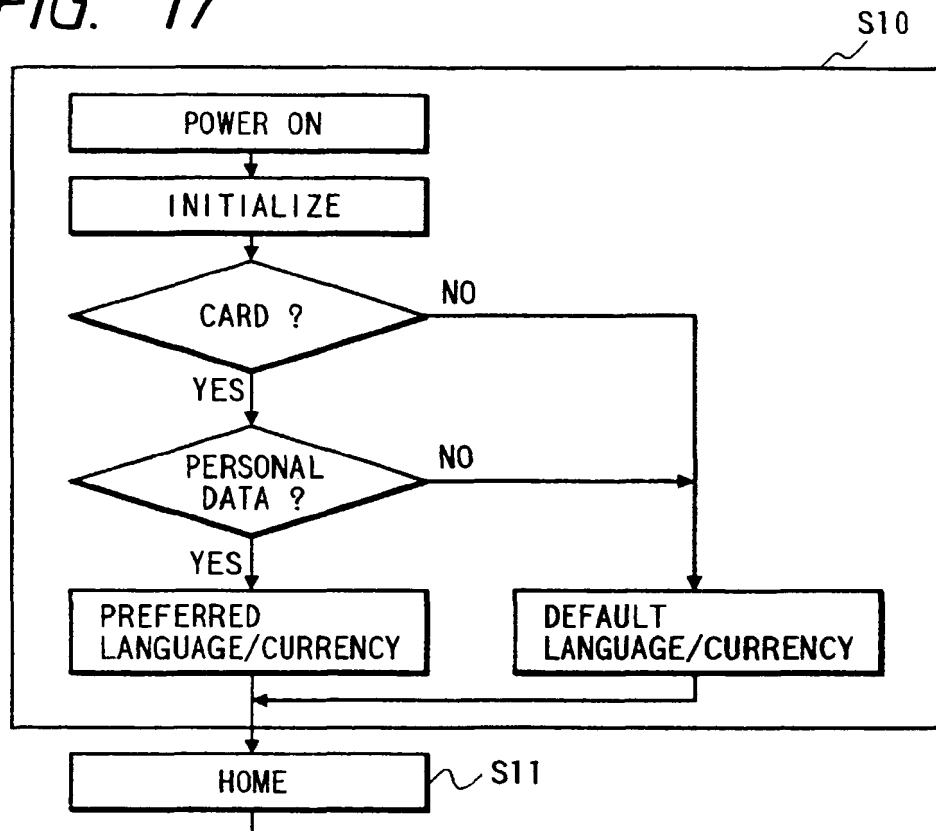 FIG. 17
S10
POWER ON
INITIALIZE
CARD ?
NO
YES
PERSONAL
DATA ?
NO
YES
PREFERRED
LANGUAGE/CURRENCY
DEFAULT
LANGUAGE/CURRENCY
HOME
S11